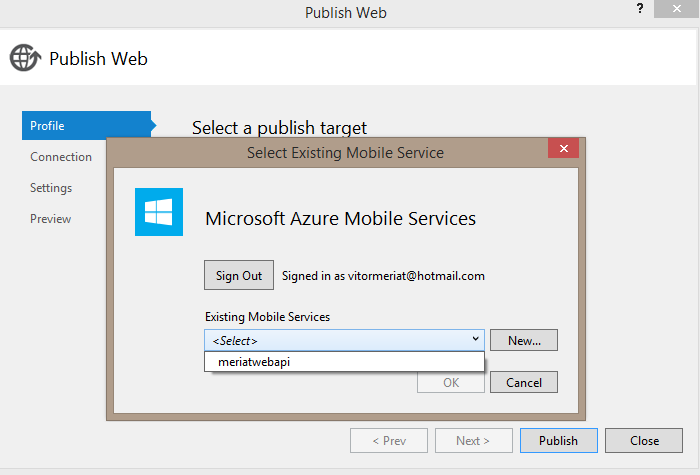 Publish Web
?
Publish Web
Profile
Connection
Settings
Preview
Select a publish target
Select Existing Mobile Service
Microsoft Azure Mobile Services
Sign Out Signed in as vitormeriat@hotmail.com
Existing Mobile Services
<Select> New...
meriatwebapi
OK Cancel
< Prev Next > Publish Close